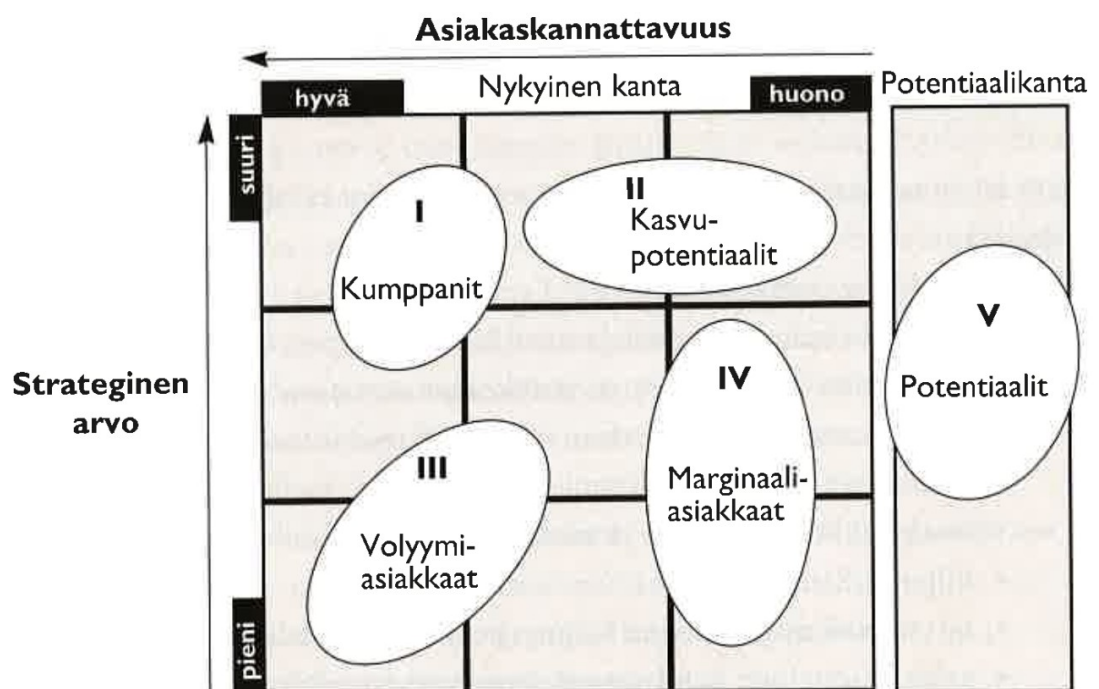 Asiakaskannattavuus
hyvä
Nykyinen kanta
huono
Potentiaalikanta
suuri
I
Kumppanit
II
Kasvu-
potentiaalit
V
Potentiaalit
Strateginen
arvo
IV
Marginaali-
asiakkaat
III
Volyymi-
asiakkaat
pieni